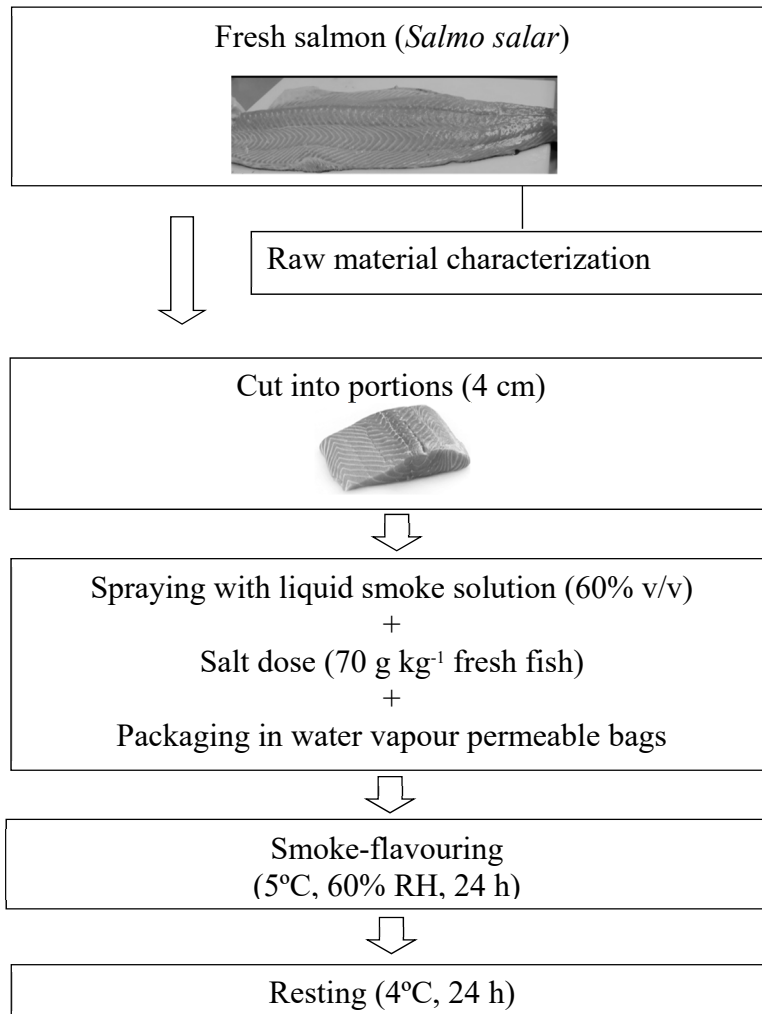 Fresh salmon (Salmo salar)
Raw material characterization
Cut into portions (4 cm)
Spraying with liquid smoke solution (60% v/v)
+
Salt dose (70 g kg⁻¹ fresh fish)
+
Packaging in water vapour permeable bags
Smoke-flavouring
(5ºC, 60% RH, 24 h)
Resting (4ºC, 24 h)